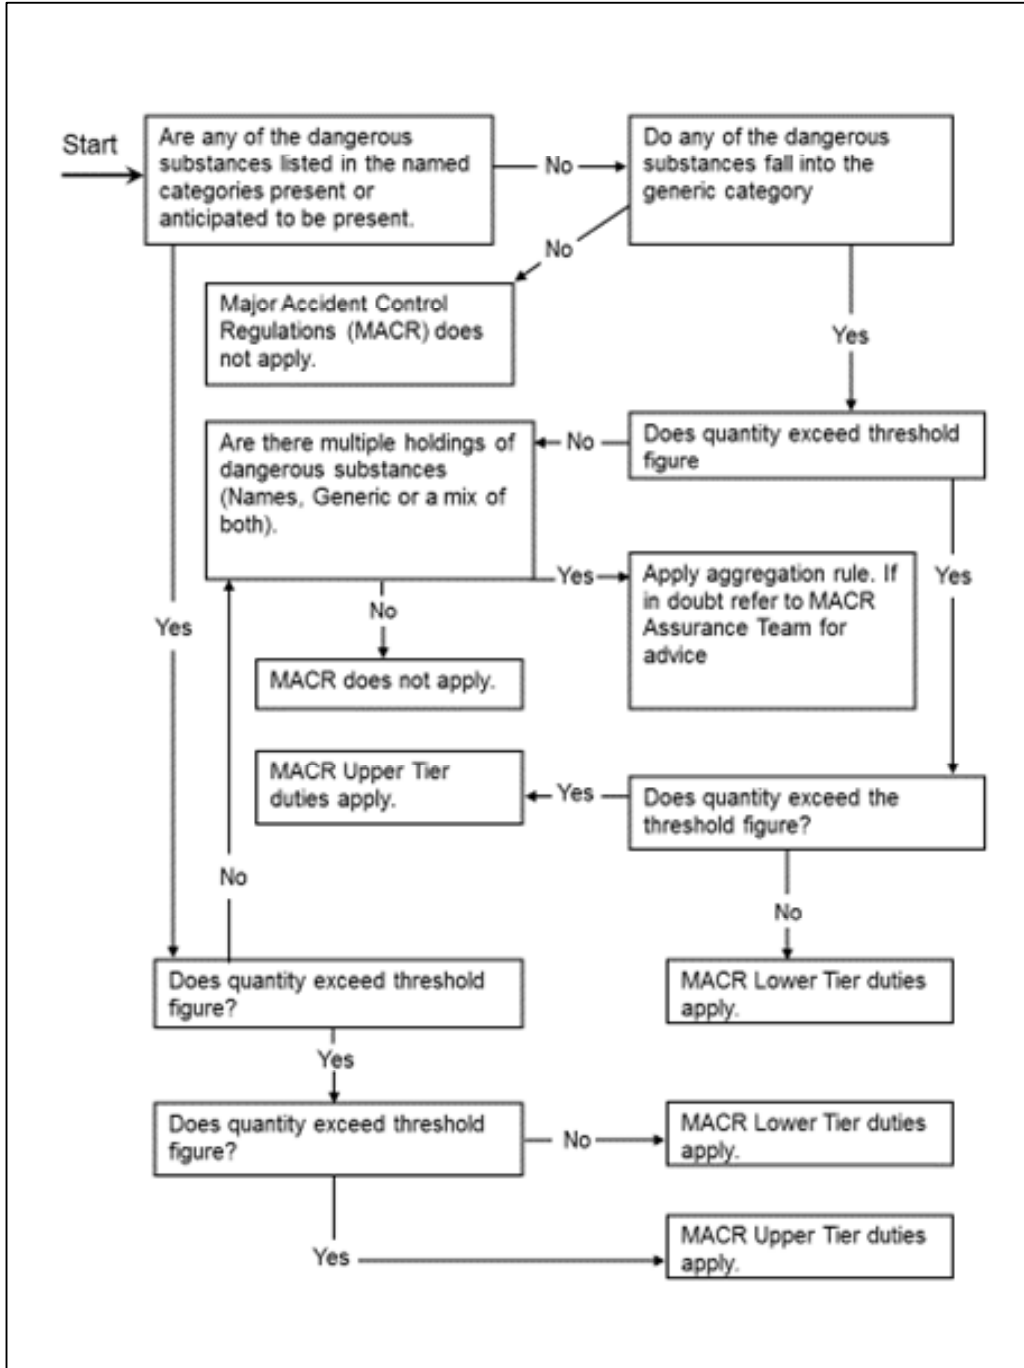 Start
Are any of the dangerous
substances listed in the named
categories present or
anticipated to be present.
No
Do any of the dangerous
substances fall into the
generic category
No
Major Accident Control
Regulations (MACR) does
not apply.
Yes
Are there multiple holdings of
dangerous substances
(Names, Generic or a mix of
both).
No
Does quantity exceed threshold
figure
Yes
Apply aggregation rule. If
in doubt refer to MACR
Assurance Team for
advice
Yes
No
Yes
MACR does not apply.
MACR Upper Tier
duties apply.
Yes
Does quantity exceed the
threshold figure?
No
No
Does quantity exceed threshold
figure?
MACR Lower Tier duties
apply.
Yes
Does quantity exceed threshold
figure?
No
MACR Lower Tier duties
apply.
Yes
MACR Upper Tier duties
apply.